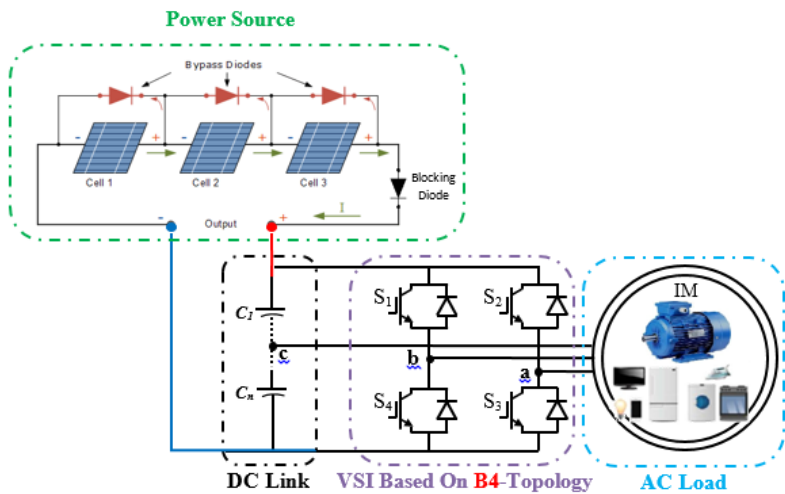 Power Source
Bypass Diodes
- + - + - +
Cell 1 Cell 2 Cell 3
Blocking
Diode
I
- Output +
S1 S2
C1
IM
c b a
Cn
S4 S3
DC Link VSI Based On B4-Topology AC Load